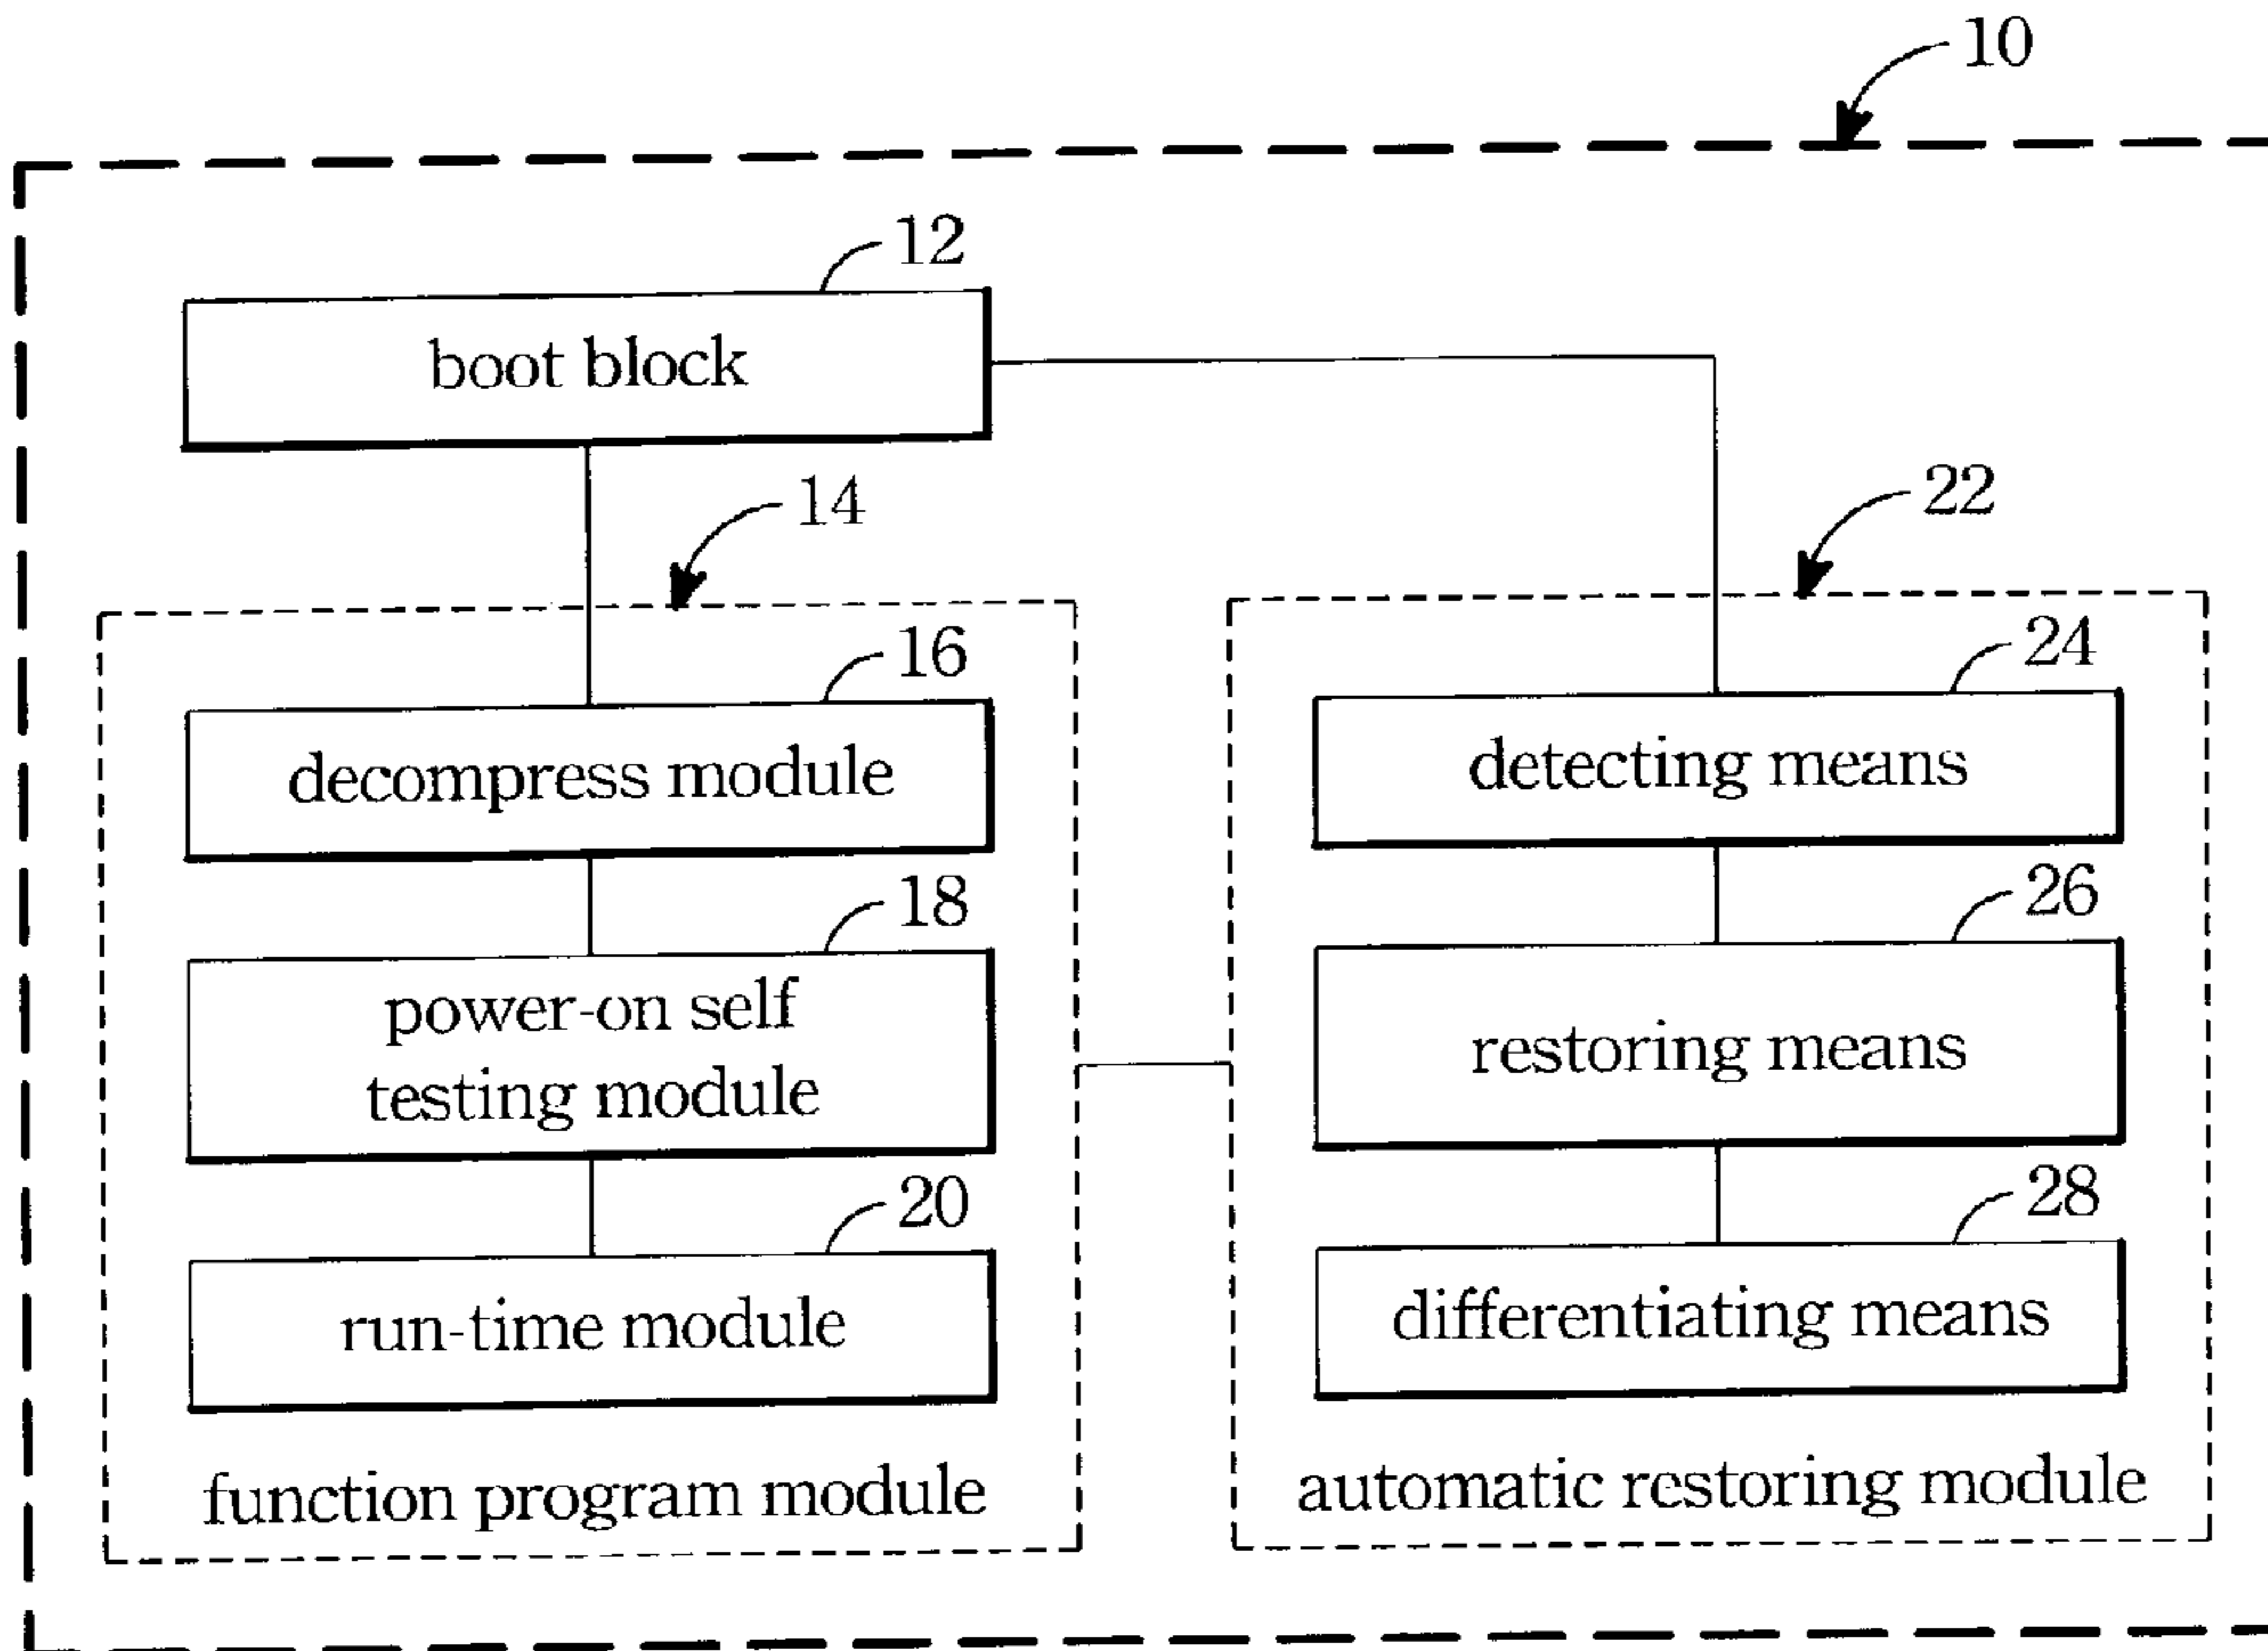 10
12
boot block
14
22
16
24
decompress module
detecting means
18
26
power-on self
testing module
restoring means
20
28
run-time module
differentiating means
function program module
automatic restoring module